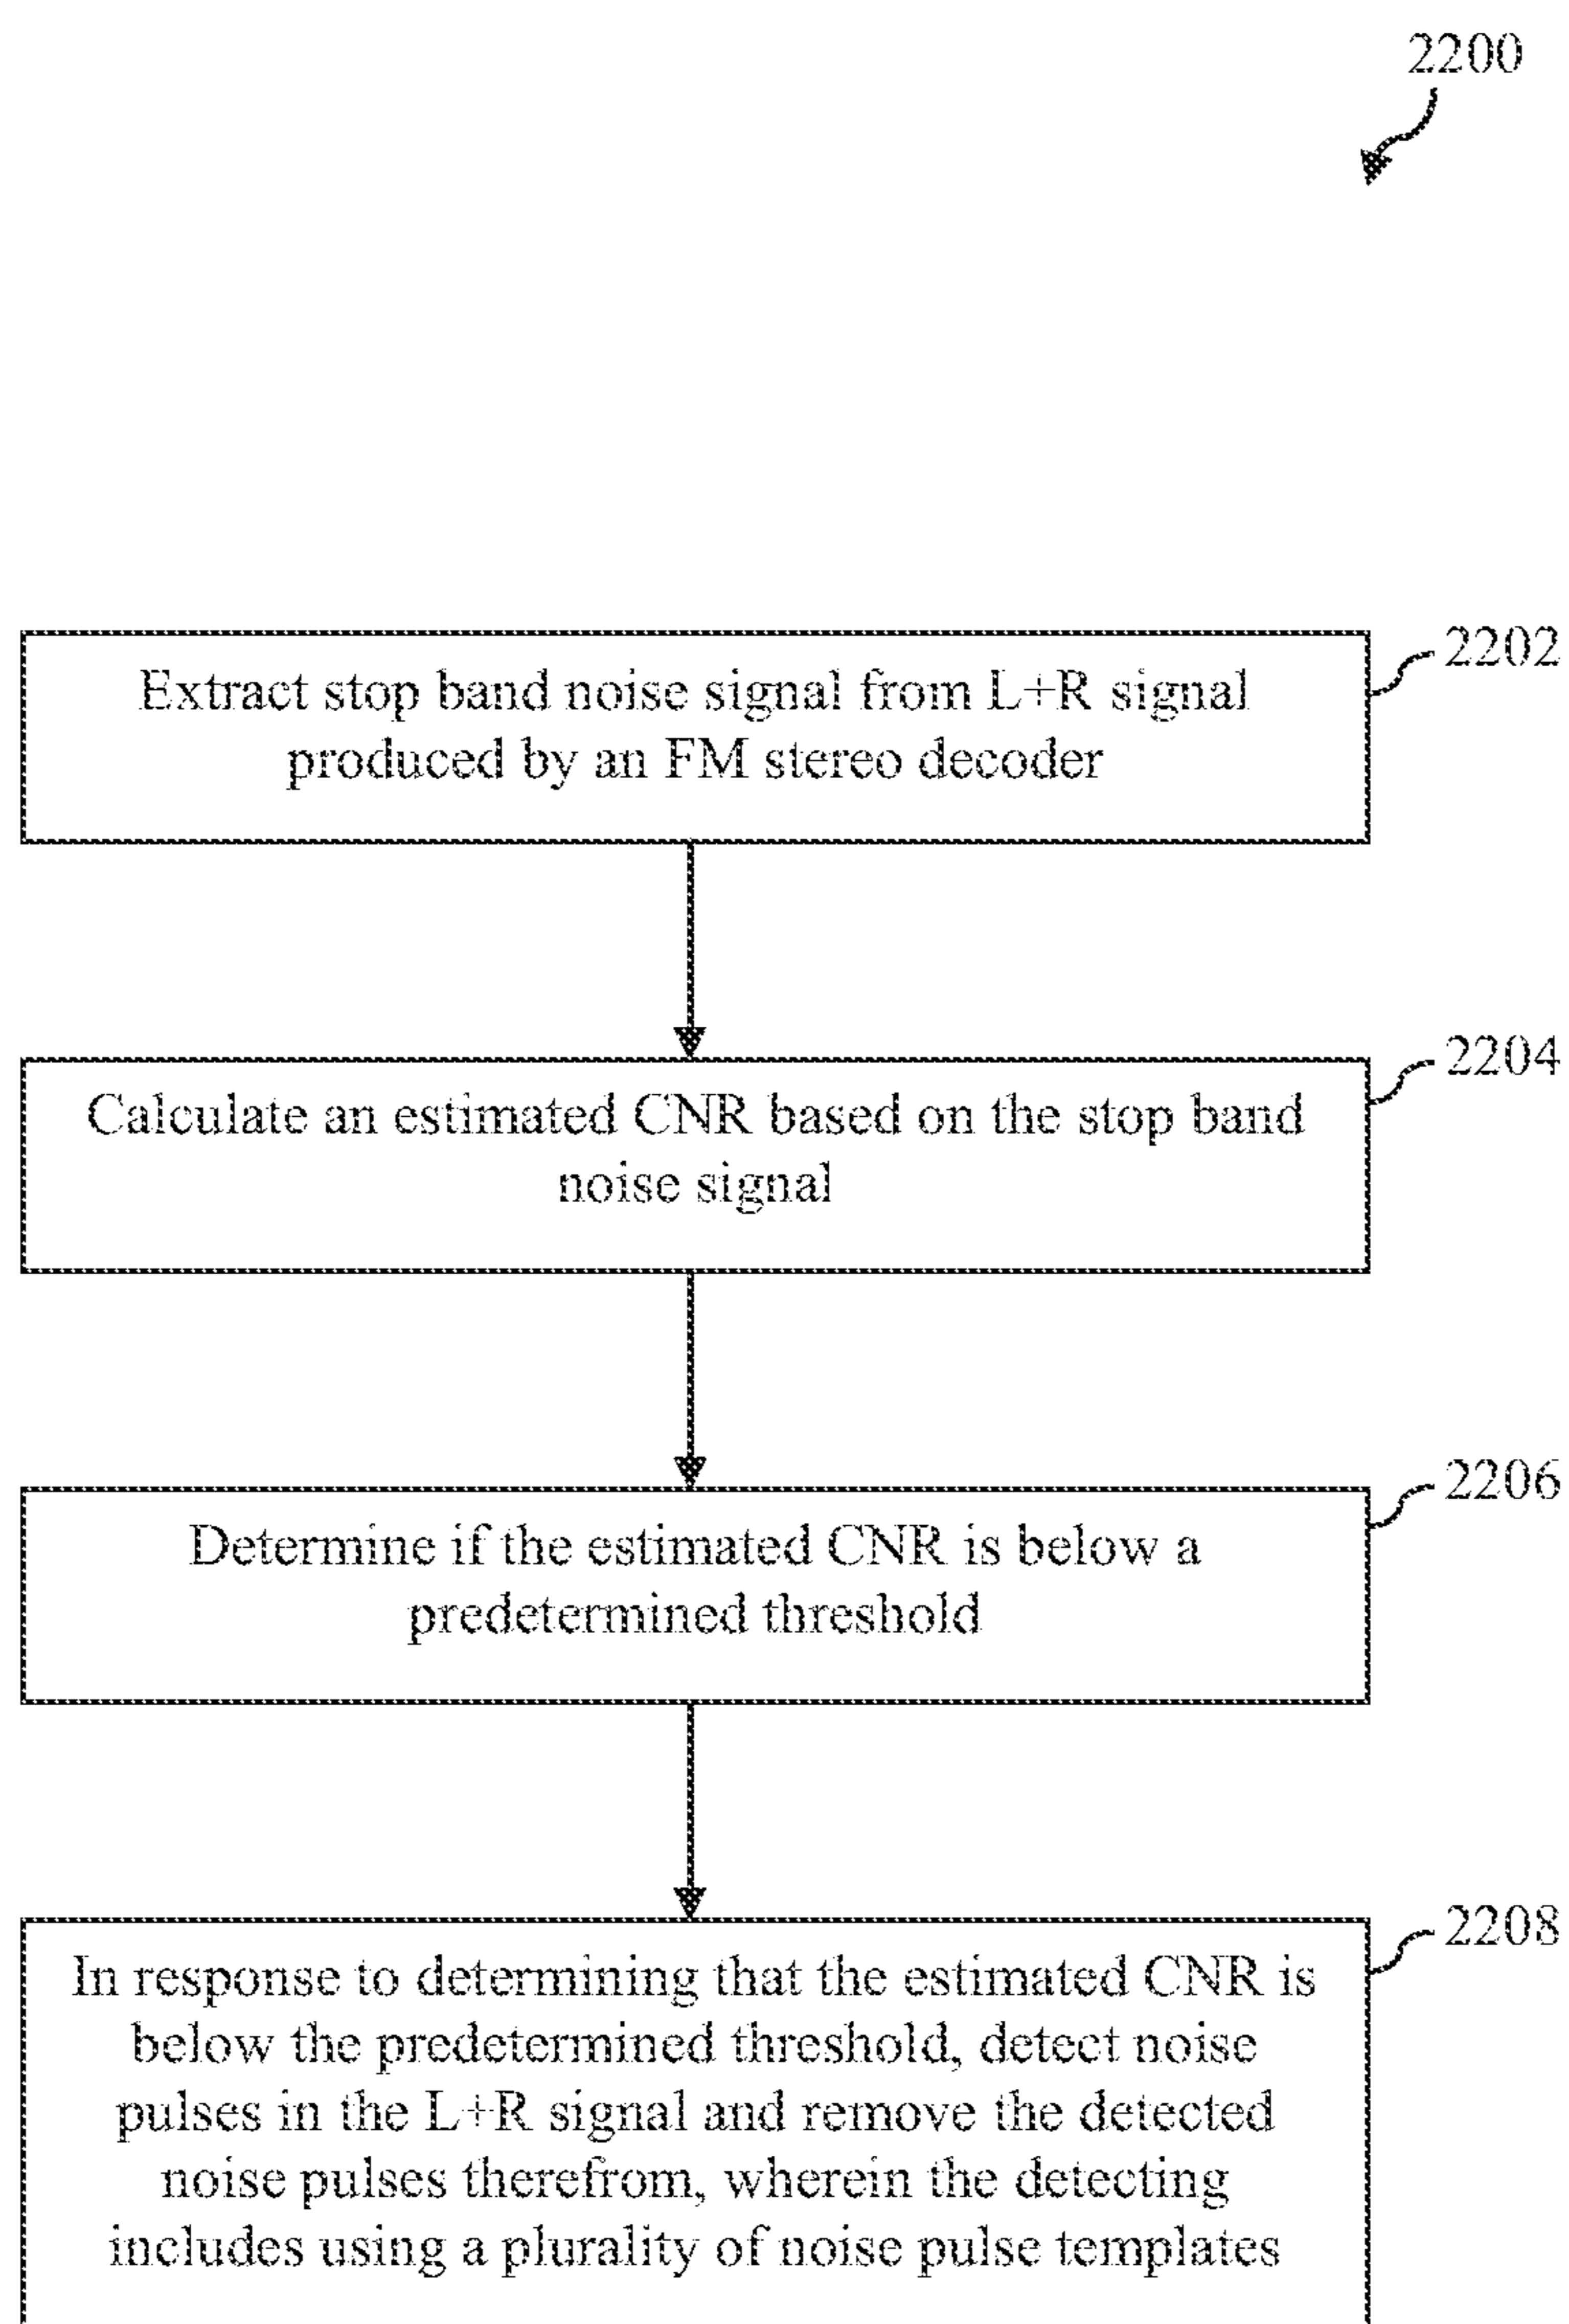 2200
2202
Extract stop band noise signal from L+R signal
produced by an FM stereo decoder
2204
Calculate an estimated CNR based on the stop band
noise signal
2206
Determine if the estimated CNR is below a
predetermined threshold
2208
In response to determining that the estimated CNR is
below the predetermined threshold, detect noise
pulses in the L+R signal and remove the detected
noise pulses therefrom, wherein the detecting
includes using a plurality of noise pulse templates